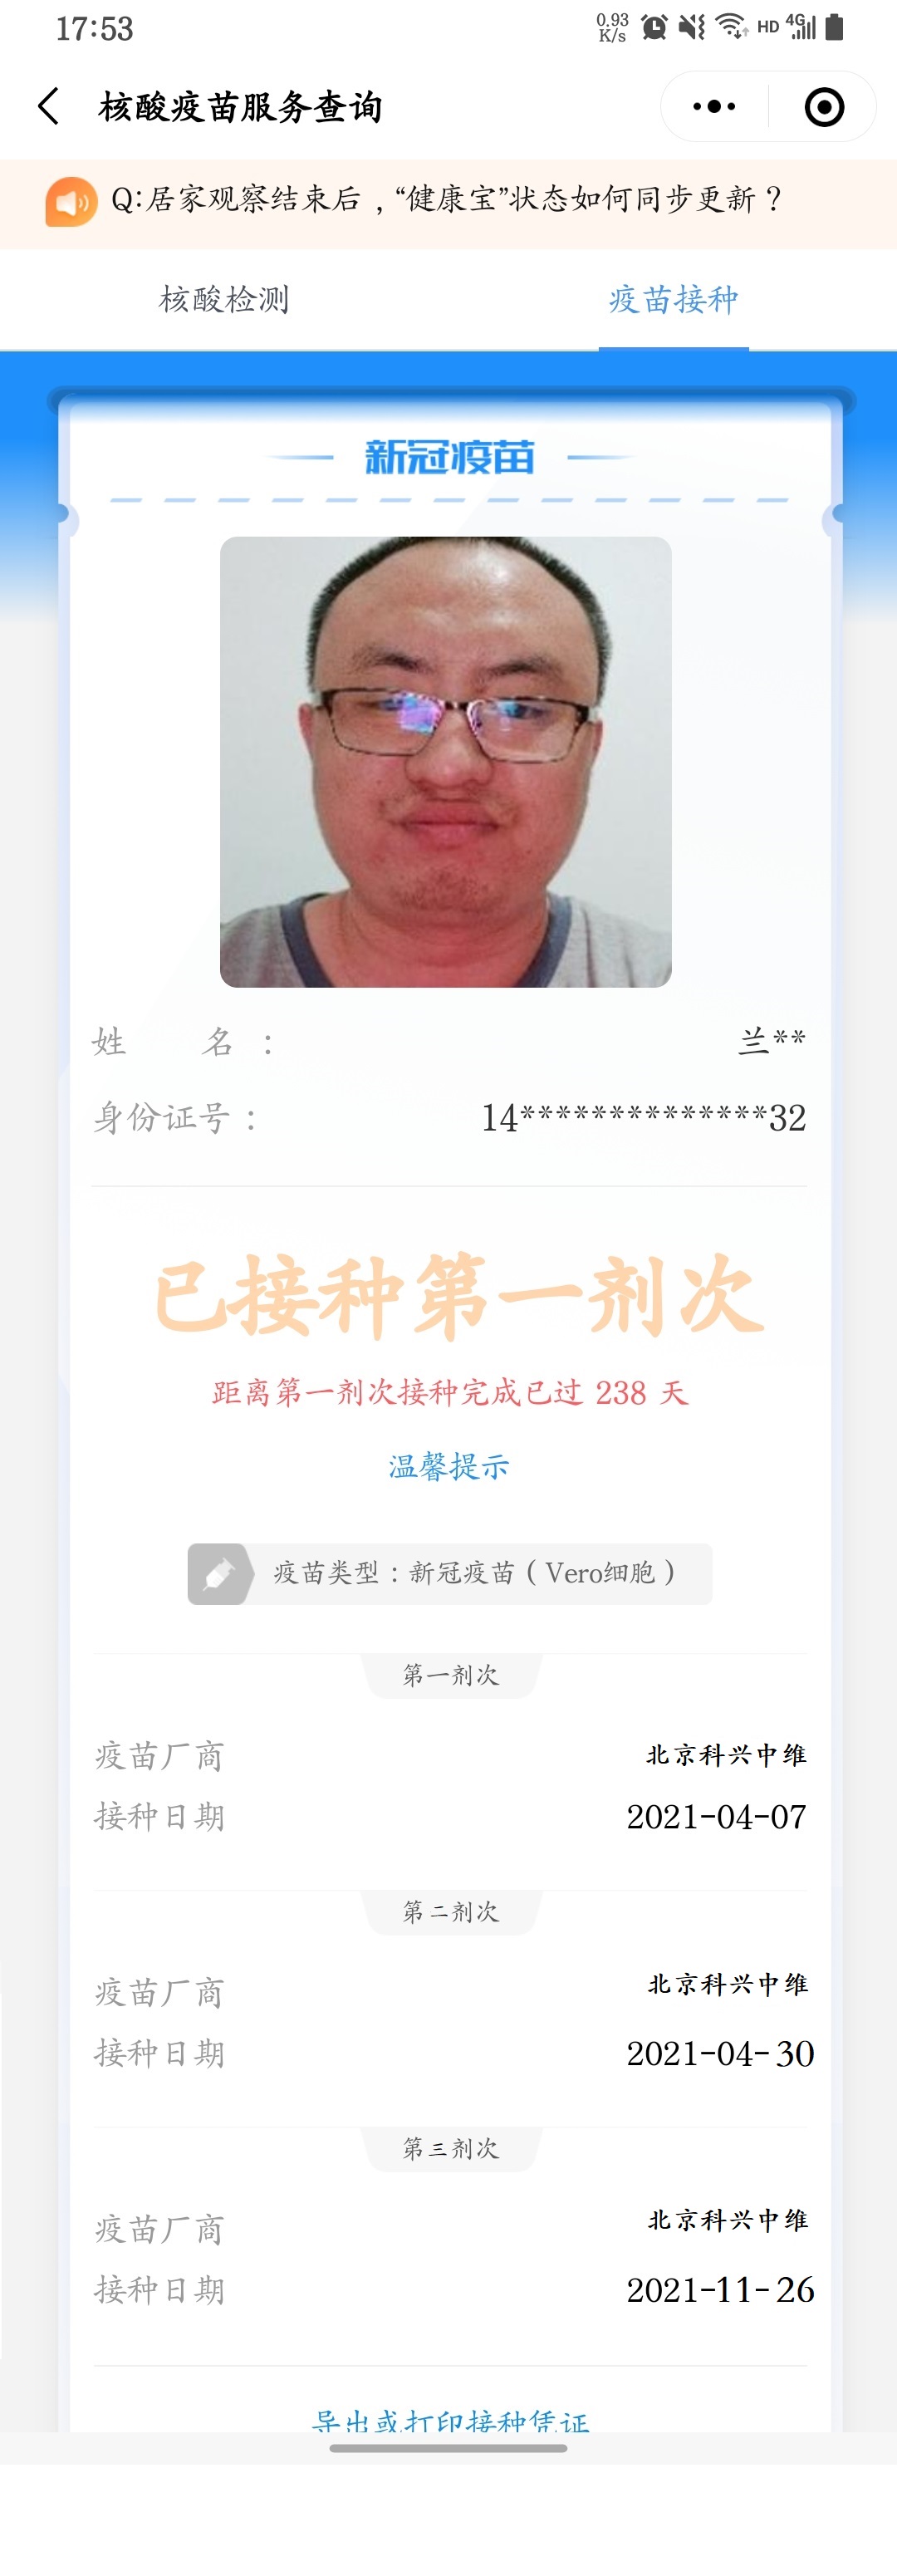 17:53
0.93 K/s HD 4G
核酸疫苗服务查询
Q:居家观察结束后，“健康宝”状态如何同步更新？
核酸检测 疫苗接种
新冠疫苗
姓 名： 兰**
身份证号： 14**************32
已接种第一剂次
距离第一剂次接种完成已过 238 天
温馨提示
疫苗类型：新冠疫苗（Vero细胞）
第一剂次
疫苗厂商 北京科兴中维
接种日期 2021-04-07
第二剂次
疫苗厂商 北京科兴中维
接种日期 2021-04-30
第三剂次
疫苗厂商 北京科兴中维
接种日期 2021-11-26
导出或打印接种凭证